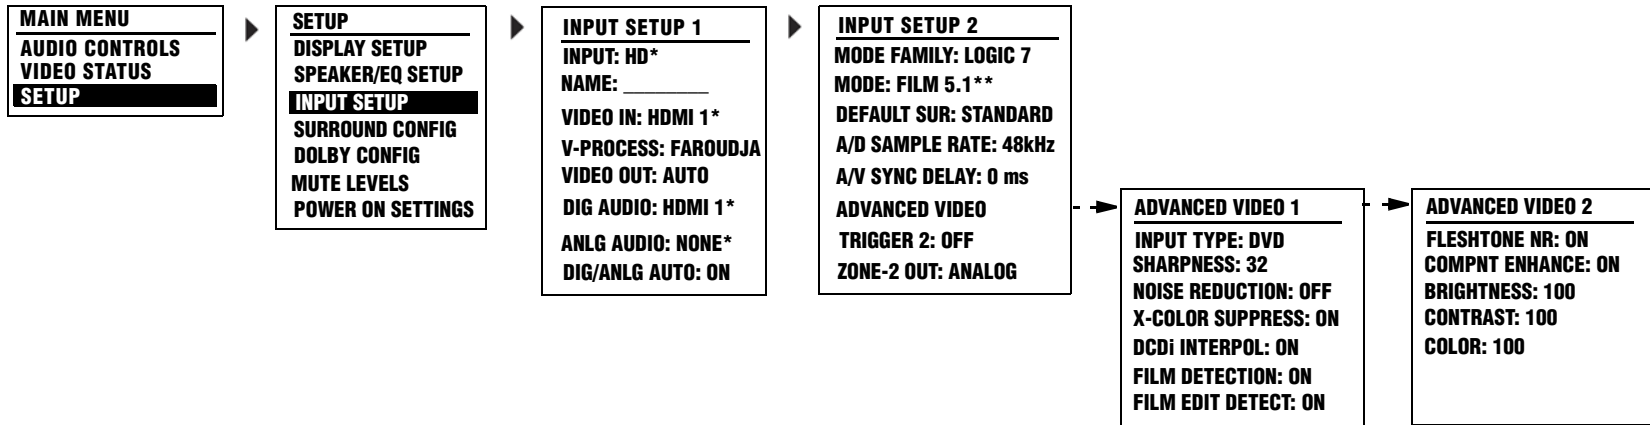 MAIN MENU
AUDIO CONTROLS
VIDEO STATUS
SETUP
SETUP
DISPLAY SETUP
SPEAKER/EQ SETUP
INPUT SETUP
SURROUND CONFIG
DOLBY CONFIG
MUTE LEVELS
POWER ON SETTINGS
INPUT SETUP 1
INPUT: HD*
NAME: ________
VIDEO IN: HDMI 1*
V-PROCESS: FAROUDJA
VIDEO OUT: AUTO
DIG AUDIO: HDMI 1*
ANLG AUDIO: NONE*
DIG/ANLG AUTO: ON
INPUT SETUP 2
MODE FAMILY: LOGIC 7
MODE: FILM 5.1**
DEFAULT SUR: STANDARD
A/D SAMPLE RATE: 48kHz
A/V SYNC DELAY: 0 ms
ADVANCED VIDEO
TRIGGER 2: OFF
ZONE-2 OUT: ANALOG
ADVANCED VIDEO 1
INPUT TYPE: DVD
SHARPNESS: 32
NOISE REDUCTION: OFF
X-COLOR SUPPRESS: ON
DCDi INTERPOL: ON
FILM DETECTION: ON
FILM EDIT DETECT: ON
ADVANCED VIDEO 2
FLESHTONE NR: ON
COMPNT ENHANCE: ON
BRIGHTNESS: 100
CONTRAST: 100
COLOR: 100